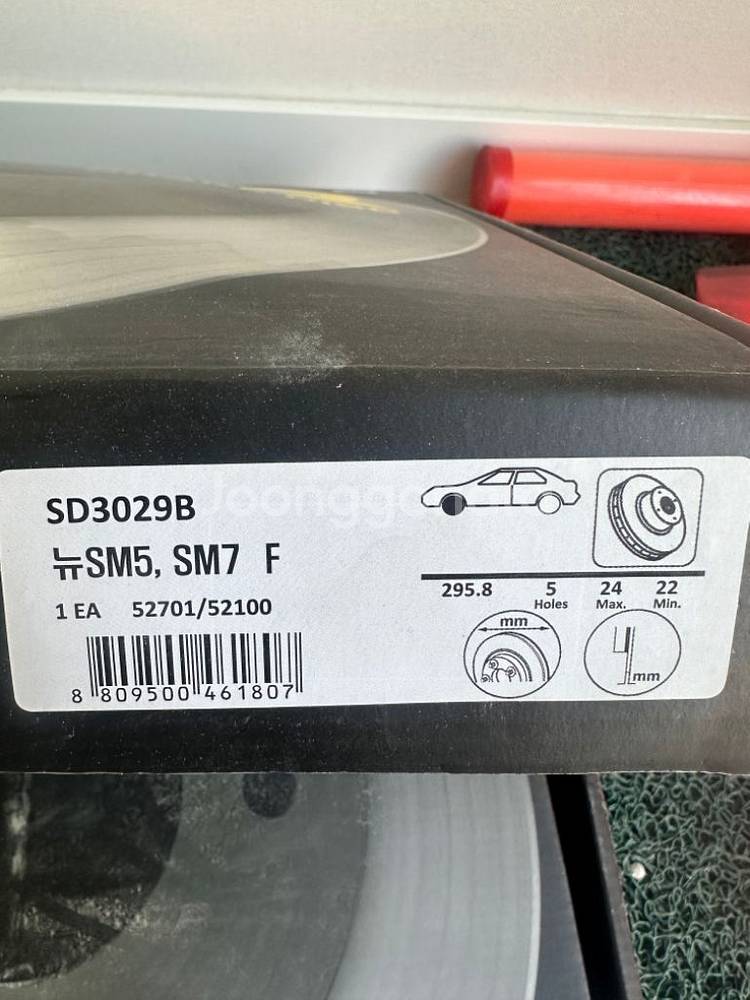 SD3029B
뉴SM5, SM7 F
1 EA 52701/52100
8 809500 461807
295.8 5 24 22
Holes Max. Min.
mm
mm